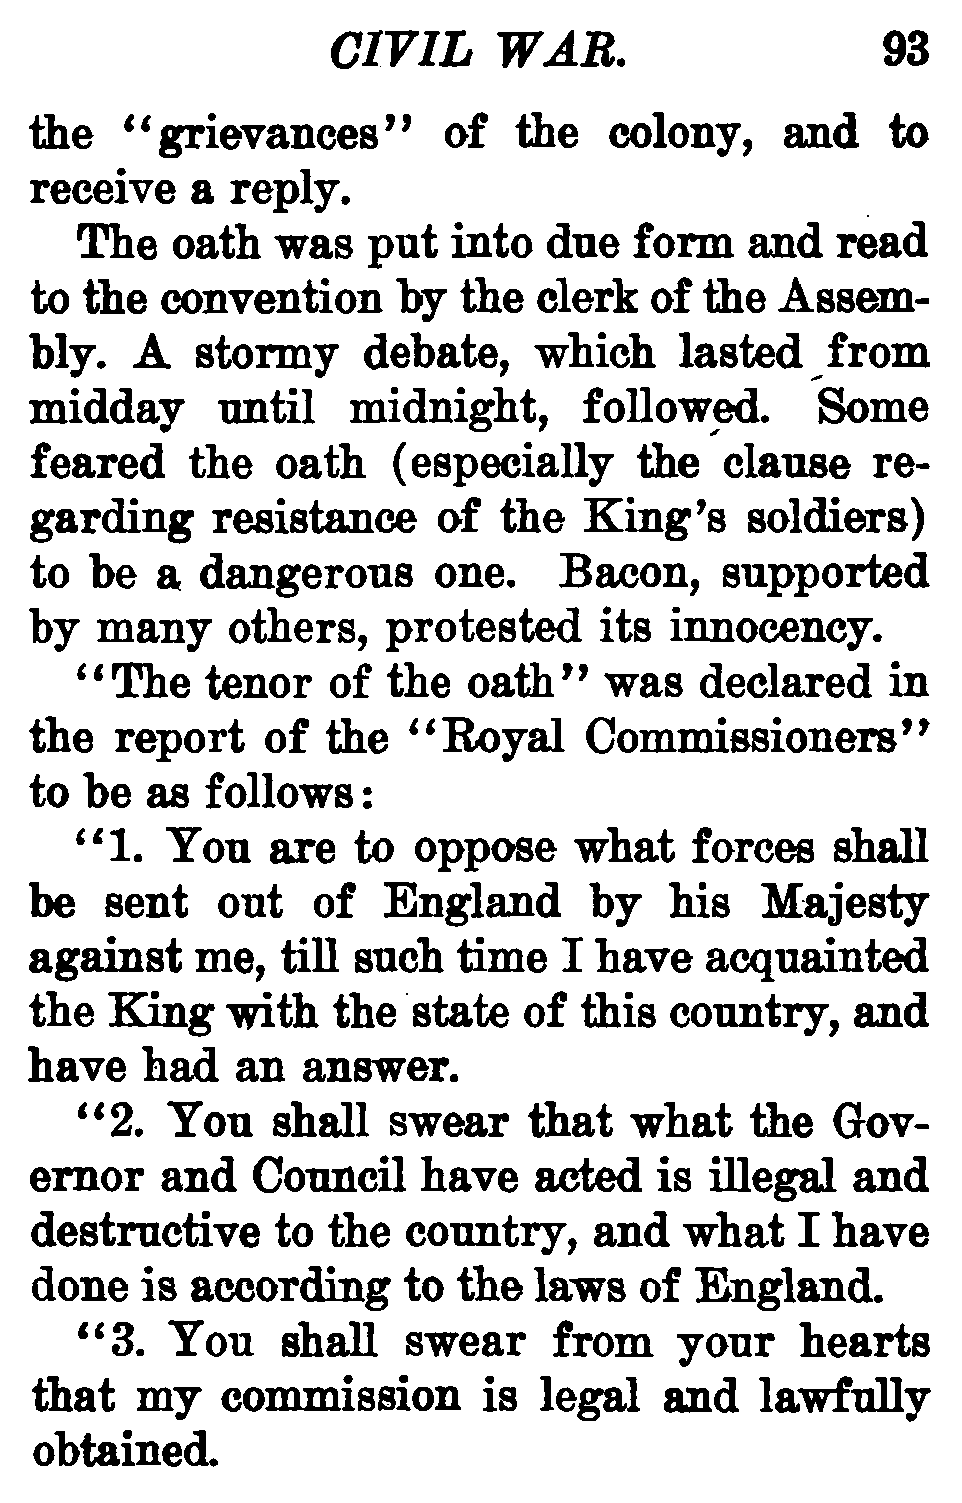 CIVIL WAR. 93
the "grievances" of the colony, and to
receive a reply.
The oath was put into due form and read
to the convention by the clerk of the Assem-
bly. A stormy debate, which lasted from
midday until midnight, followed. Some
feared the oath (especially the clause re-
garding resistance of the King's soldiers)
to be a dangerous one. Bacon, supported
by many others, protested its innocency.
"The tenor of the oath" was declared in
the report of the "Royal Commissioners"
to be as follows:
"1. You are to oppose what forces shall
be sent out of England by his Majesty
against me, till such time I have acquainted
the King with the state of this country, and
have had an answer.
"2. You shall swear that what the Gov-
ernor and Council have acted is illegal and
destructive to the country, and what I have
done is according to the laws of England.
"3. You shall swear from your hearts
that my commission is legal and lawfully
obtained.